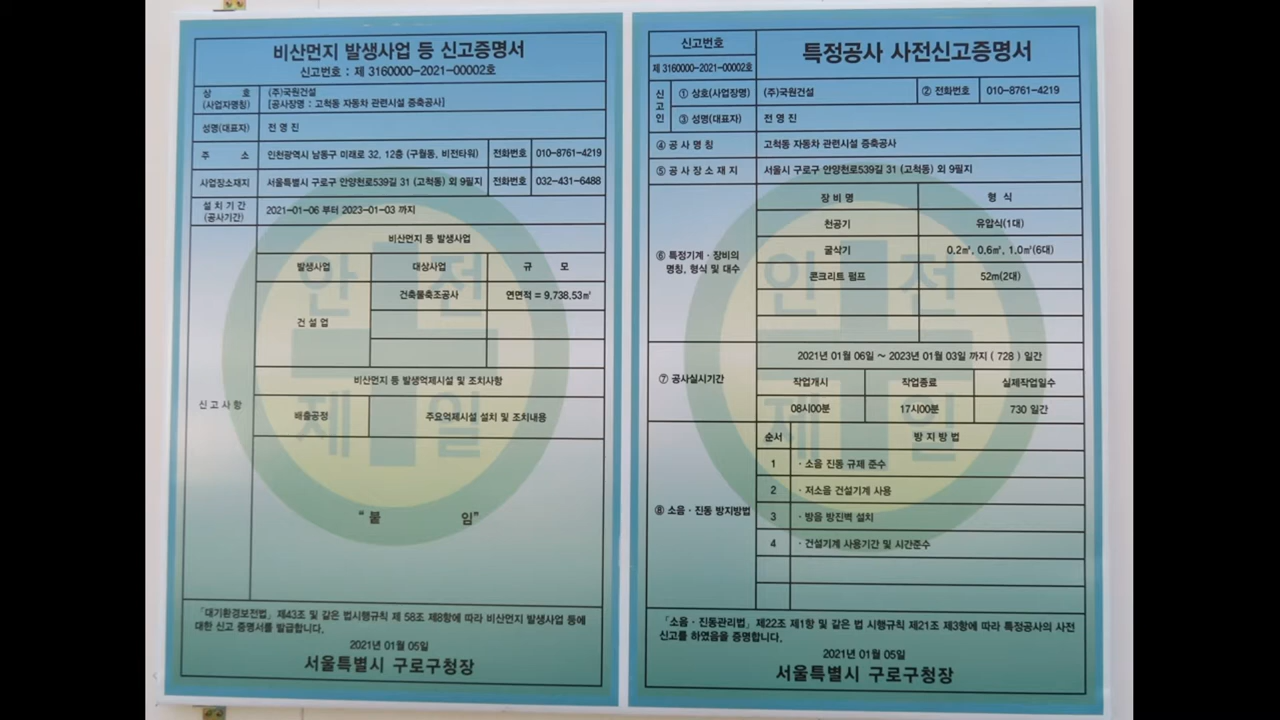 비산먼지 발생사업 등 신고증명서
신고번호 : 제 3160000-2021-00002호
상 호 (사업자명칭)
(주)국원건설
[공사장명 : 고척동 자동차 관련시설 증축공사]
성명(대표자) 전 영 진
주 소 인천광역시 남동구 미래로 32, 12층 (구월동, 비전타워) 전화번호 010-8761-4219
사업장소재지 서울특별시 구로구 안양천로539길 31 (고척동) 외 9필지 전화번호 032-431-6488
설 치 기 간 (공사기간) 2021-01-06 부터 2023-01-03 까지
신 고 사 항
비산먼지 등 발생사업
발생사업 대상사업 규 모
건 설 업 건축물축조공사 연면적 = 9,738.53㎡
비산먼지 등 발생억제시설 및 조치사항
배출공정 주요억제시설 설치 및 조치내용
“ 붙 임”
「대기환경보전법」 제43조 및 같은 법시행규칙 제 58조 제8항에 따라 비산먼지 발생사업 등에
대한 신고 증명서를 발급합니다.
2021년 01월 05일
서울특별시 구로구청장
안 전
제 일
신고번호
제 3160000-2021-00002호
특정공사 사전신고증명서
신고인
① 상호(사업장명) (주)국원건설 ② 전화번호 010-8761-4219
③ 성명(대표자) 전 영 진
④ 공 사 명 칭 고척동 자동차 관련시설 증축공사
⑤ 공 사 장 소 재 지 서울시 구로구 안양천로539길 31 (고척동) 외 9필지
⑥ 특정기계 · 장비의
명칭, 형식 및 대수
장 비 명 형 식
천공기 유압식(1대)
굴삭기 0.2㎥, 0.6㎥, 1.0㎥(6대)
콘크리트 펌프 52m(2대)
⑦ 공사실시기간
2021년 01월 06일 ~ 2023년 01월 03일 까지 ( 728 ) 일간
작업개시 작업종료 실제작업일수
08시00분 17시00분 730 일간
⑧ 소음 · 진동 방지방법
순서 방 지 방 법
1 · 소음 진동 규제 준수
2 · 저소음 건설기계 사용
3 · 방음 방진벽 설치
4 · 건설기계 사용기간 및 시간준수
「소음 · 진동관리법」 제22조 제1항 및 같은 법 시행규칙 제21조 제3항에 따라 특정공사의 사전
신고를 하였음을 증명합니다.
2021년 01월 05일
서울특별시 구로구청장
안 전
제 일